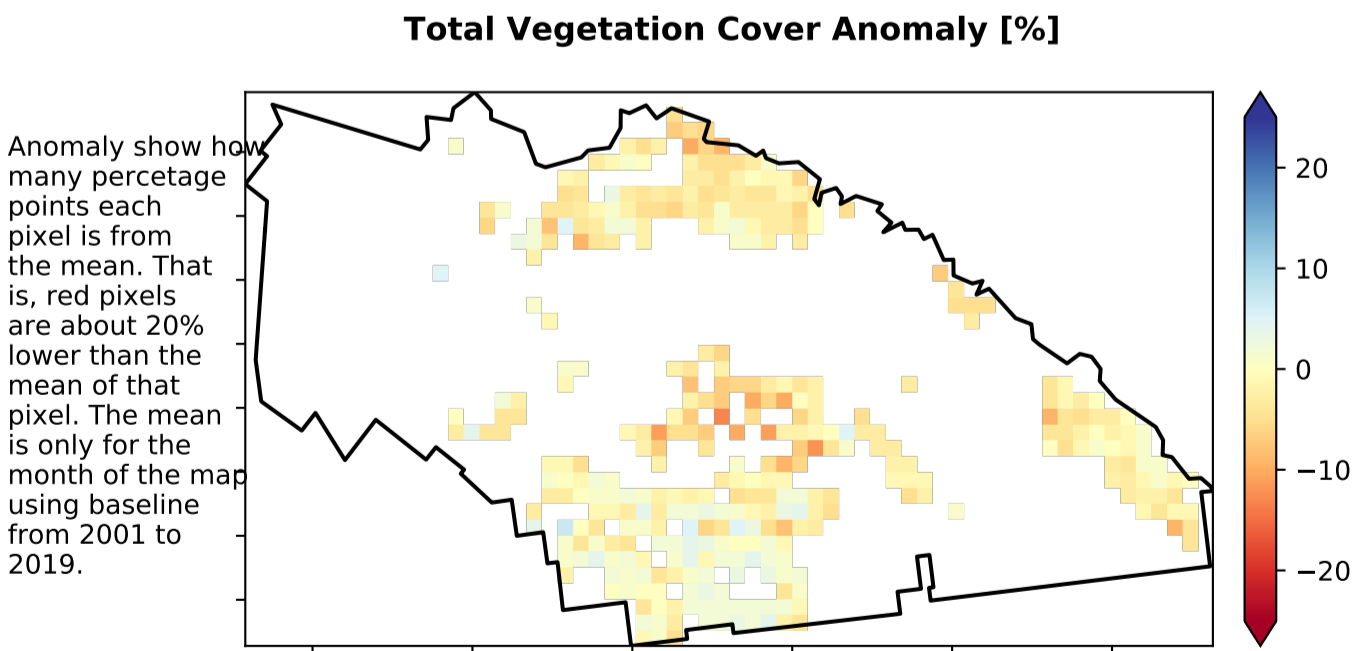 Total Vegetation Cover Anomaly [%]
Anomaly show how
many percetage
points each
pixel is from
the mean. That
is, red pixels
are about 20%
lower than the
mean of that
pixel. The mean
is only for the
month of the map
using baseline
from 2001 to
2019.
20
10
0
−10
−20